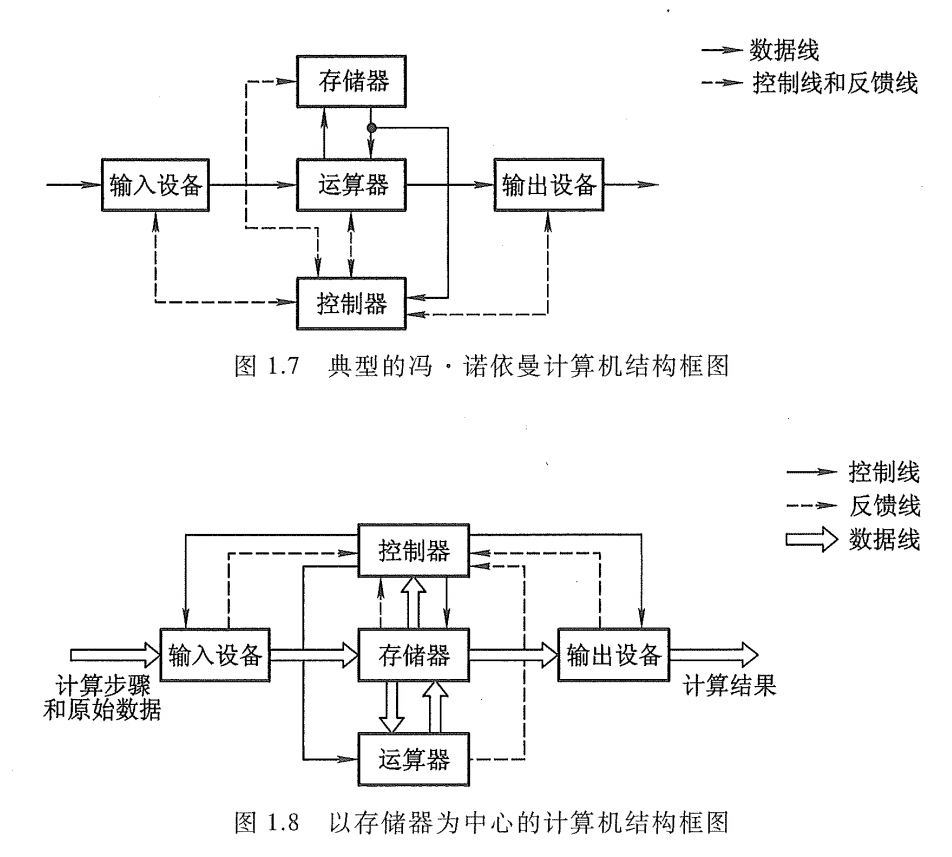 数据线
控制线和反馈线
存储器
输入设备
运算器
输出设备
控制器
图 1.7 典型的冯·诺依曼计算机结构框图
控制线
反馈线
数据线
控制器
输入设备
存储器
输出设备
计算步骤
和原始数据
计算结果
运算器
图 1.8 以存储器为中心的计算机结构框图